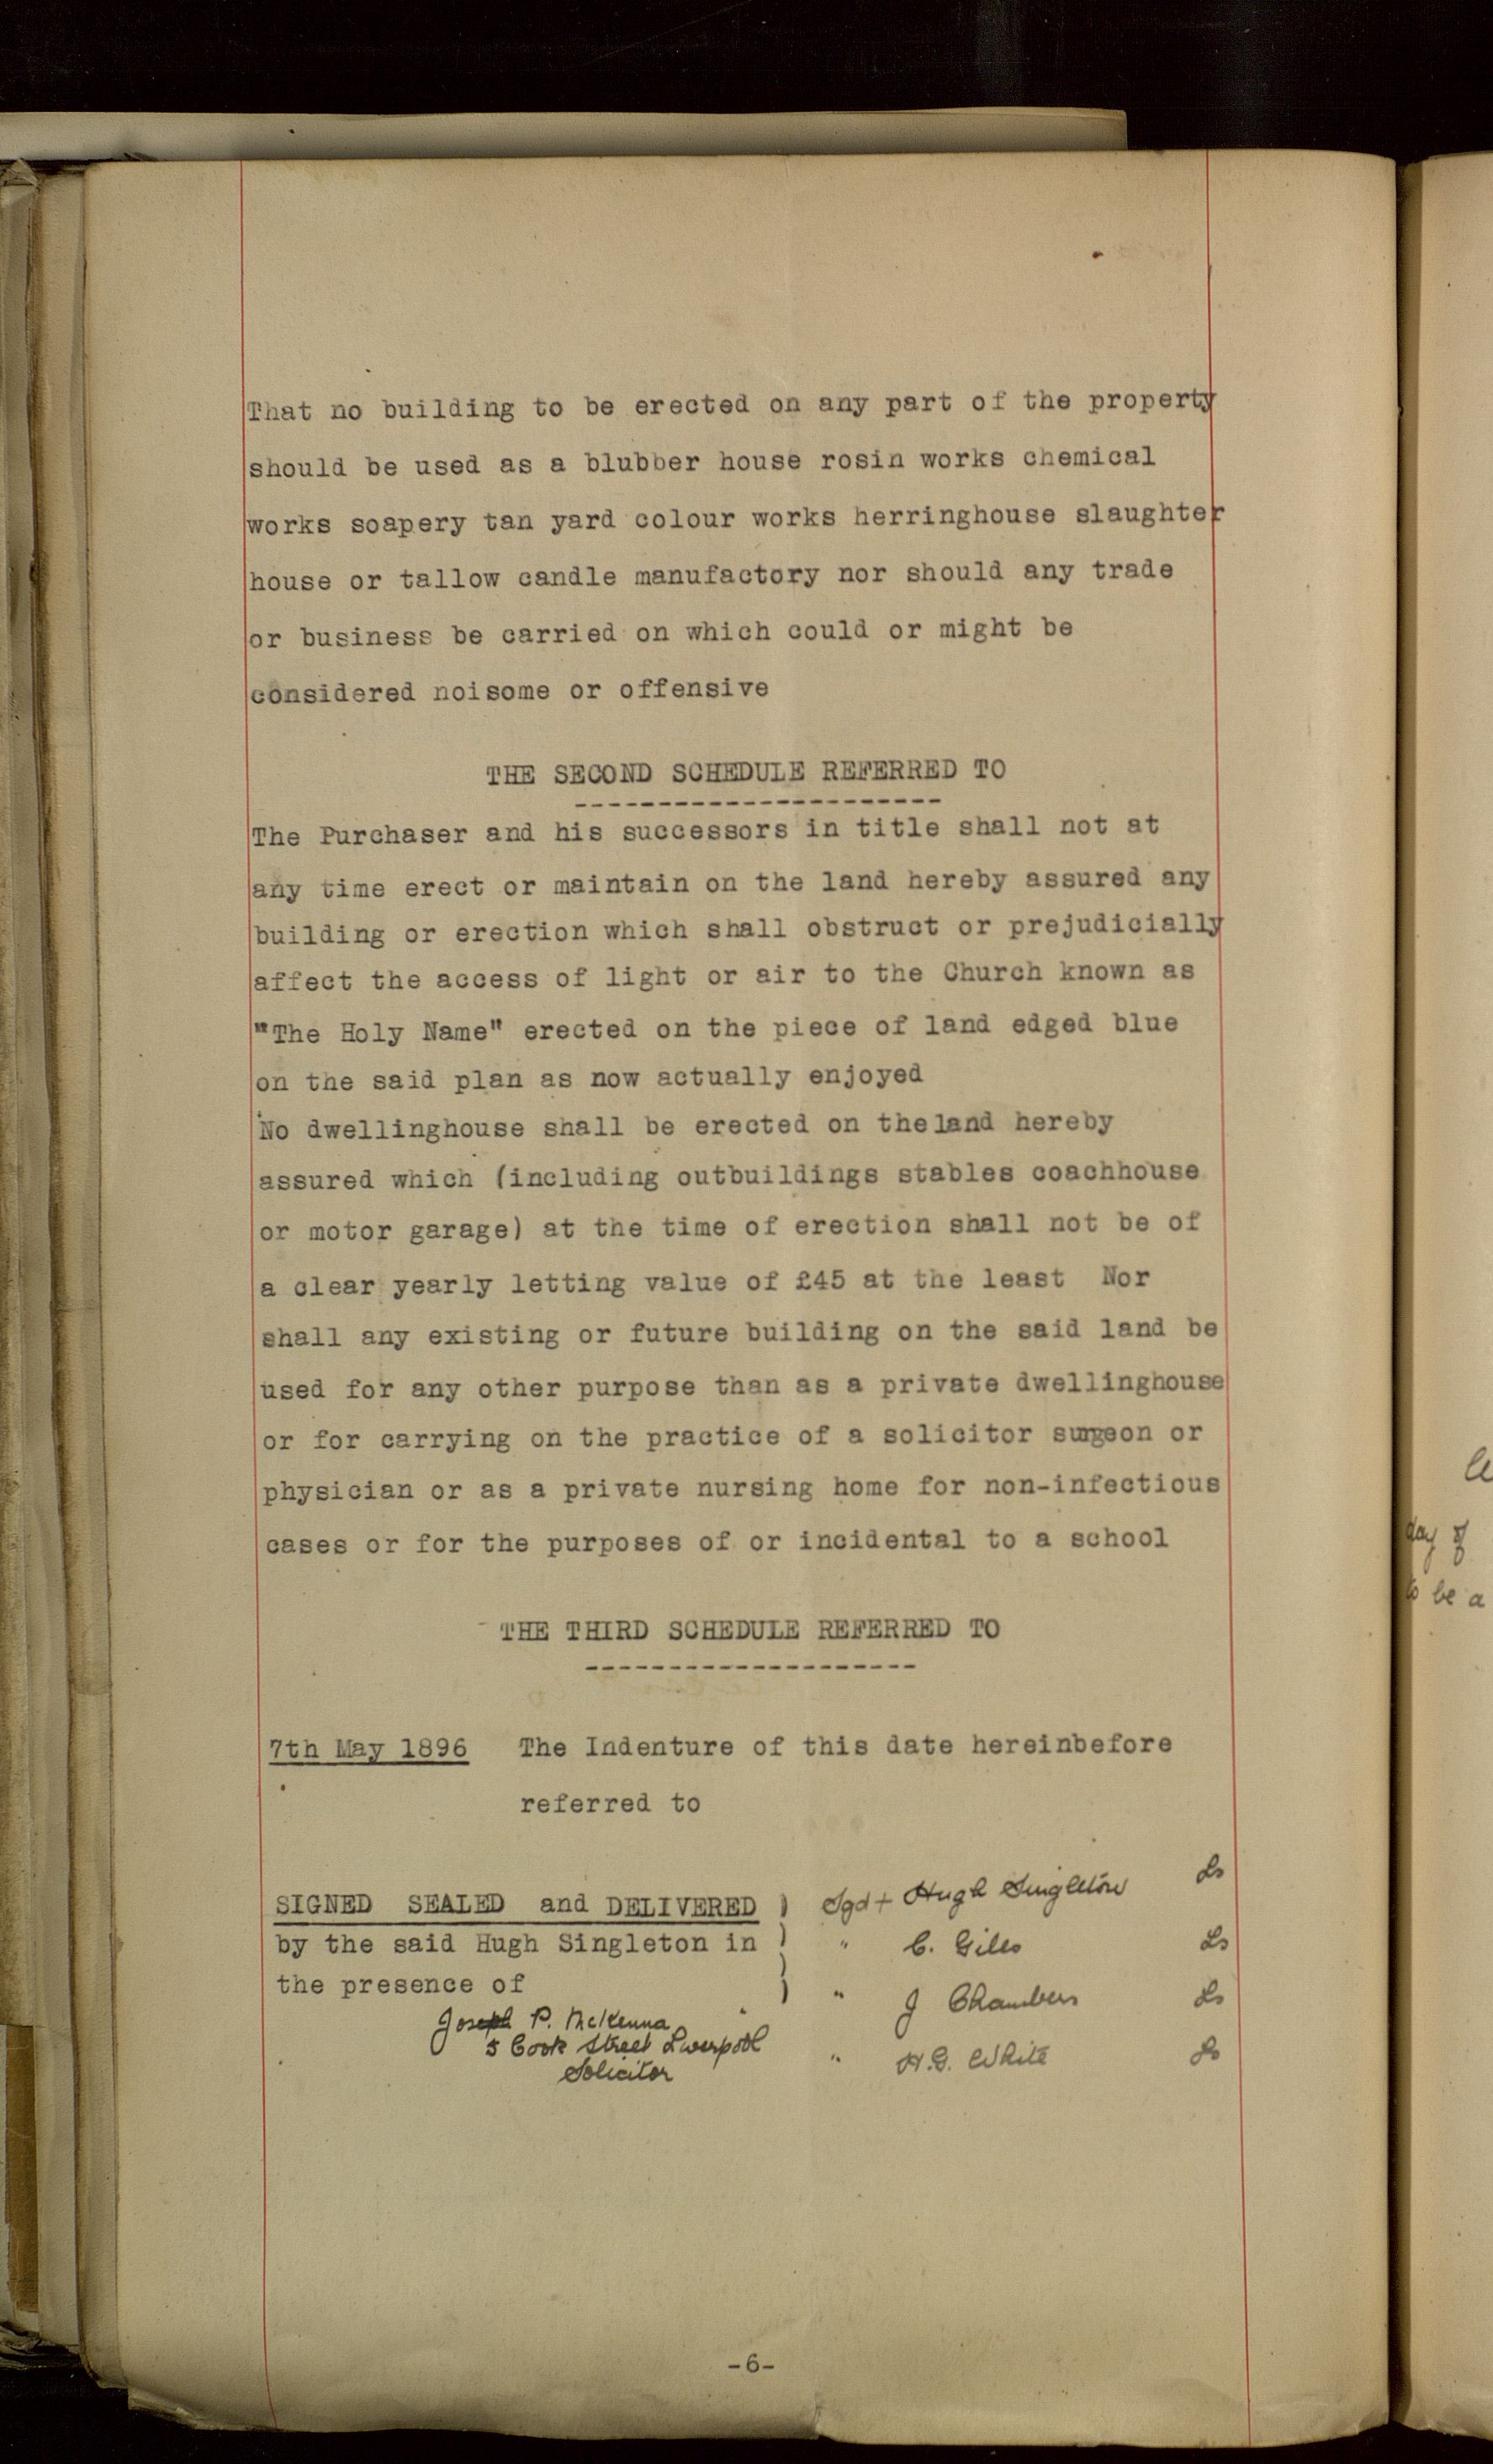 That no building to be erected on any part of the property
should be used as a blubber house rosin works chemical
works soapery tan yard colour works herringhouse slaughter
house or tallow candle manufactory nor should any trade
or business be carried on which could or might be
considered noisome or offensive
THE SECOND SCHEDULE REFERRED TO
The Purchaser and his successors in title shall not at
any time erect or maintain on the land hereby assured any
building or erection which shall obstruct or prejudicially
affect the access of light or air to the Church known as
"The Holy Name" erected on the piece of land edged blue
on the said plan as now actually enjoyed
No dwellinghouse shall be erected on the land hereby
assured which (including outbuildings stables coachhouse
or motor garage) at the time of erection shall not be of
a clear yearly letting value of £45 at the least Nor
shall any existing or future building on the said land be
used for any other purpose than as a private dwellinghouse
or for carrying on the practice of a solicitor surgeon or
physician or as a private nursing home for non-infectious
cases or for the purposes of or incidental to a school
THE THIRD SCHEDULE REFERRED TO
7th May 1896 The Indenture of this date hereinbefore
referred to
SIGNED SEALED and DELIVERED ) Sgd + Hugh Singleton Ls
by the said Hugh Singleton in ) " C. Giles Ls
the presence of ) " J Chambers Ls
Joseph P. McKenna
5 Cook Street Liverpool " H.G. White Ls
Solicitor
-6-
day of
to be a